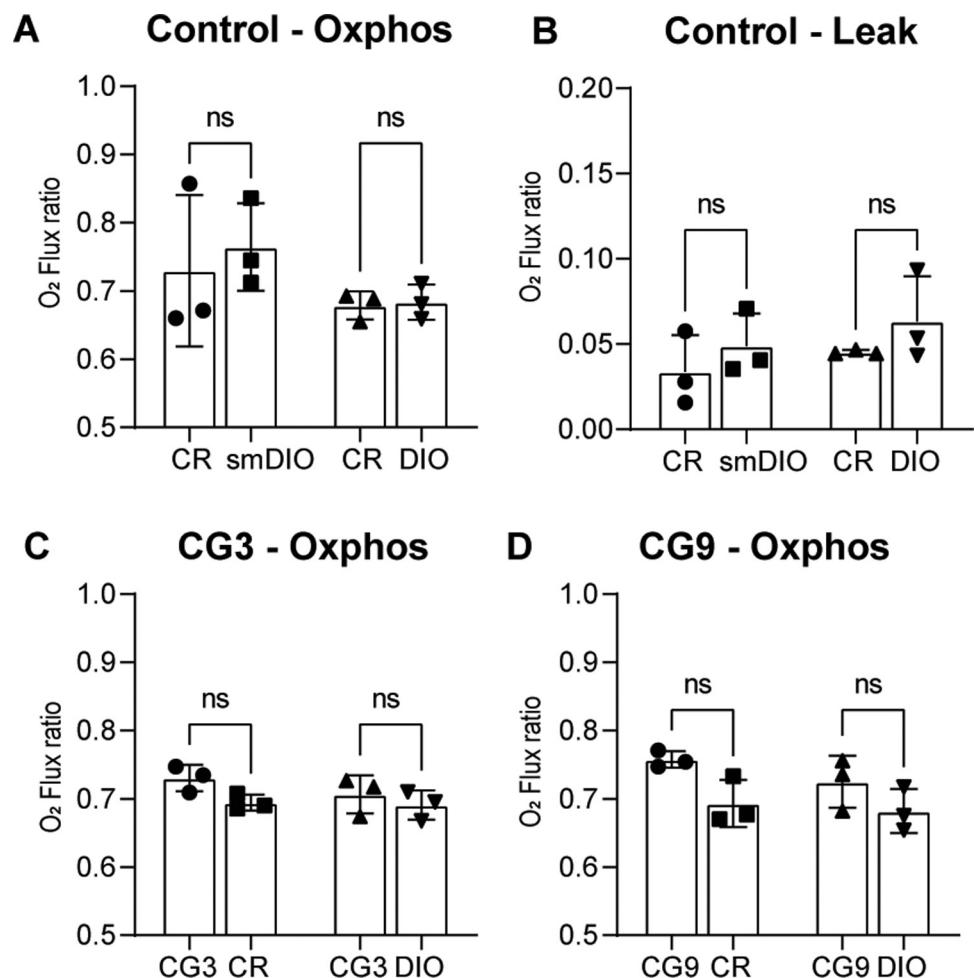 A Control - Oxphos
1.0
0.9
0.8
0.7
0.6
0.5
O₂ Flux ratio
ns ns
CR smDIO CR DIO
B Control - Leak
0.20
0.15
0.10
0.05
0.00
O₂ Flux ratio
ns ns
CR smDIO CR DIO
C CG3 - Oxphos
1.0
0.9
0.8
0.7
0.6
0.5
O₂ Flux ratio
ns ns
CG3 CR CG3 DIO
D CG9 - Oxphos
1.0
0.9
0.8
0.7
0.6
0.5
O₂ Flux ratio
ns ns
CG9 CR CG9 DIO